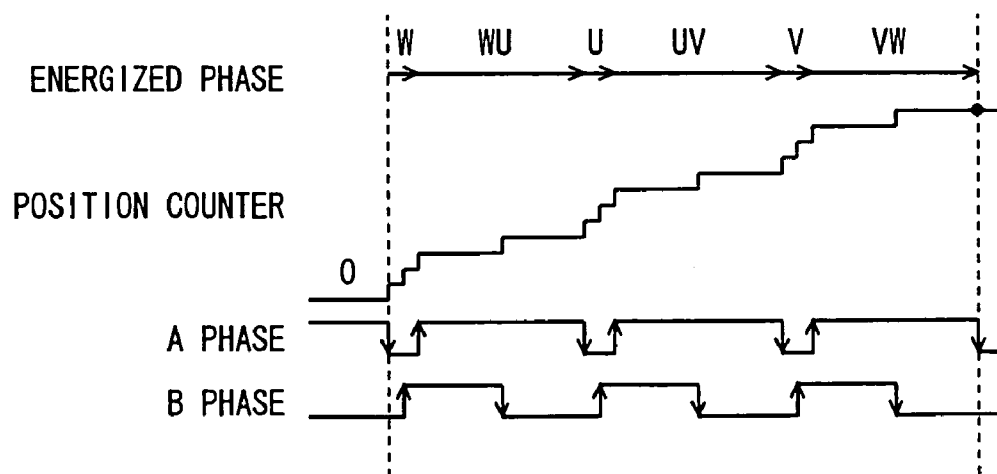 W WU U UV V VW
ENERGIZED PHASE
POSITION COUNTER
0
A PHASE
B PHASE